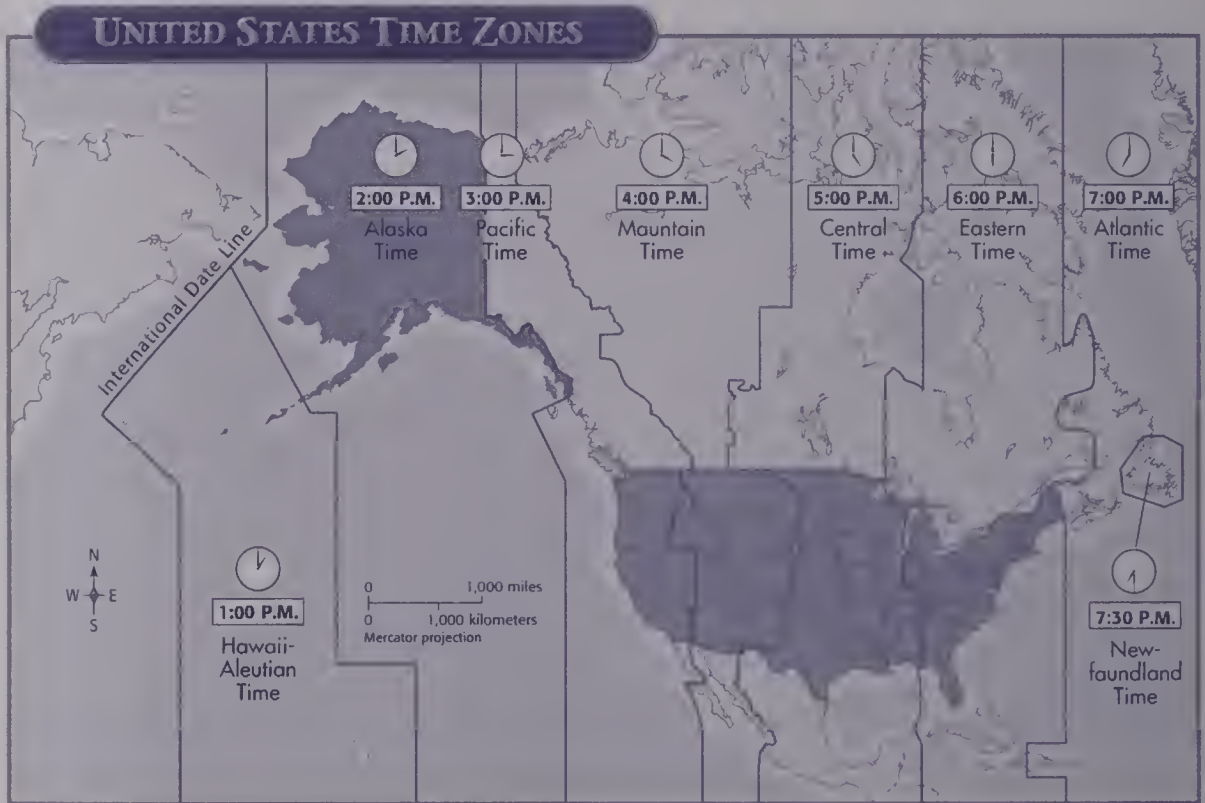 UNITED STATES TIME ZONES
2:00 P.M.
Alaska
Time
3:00 P.M.
Pacific
Time
4:00 P.M.
Mountain
Time
5:00 P.M.
Central
Time
6:00 P.M.
Eastern
Time
7:00 P.M.
Atlantic
Time
International Date Line
N
W E
S
1:00 P.M.
Hawaii-
Aleutian
Time
0 1,000 miles
0 1,000 kilometers
Mercator projection
7:30 P.M.
New-
faundland
Time